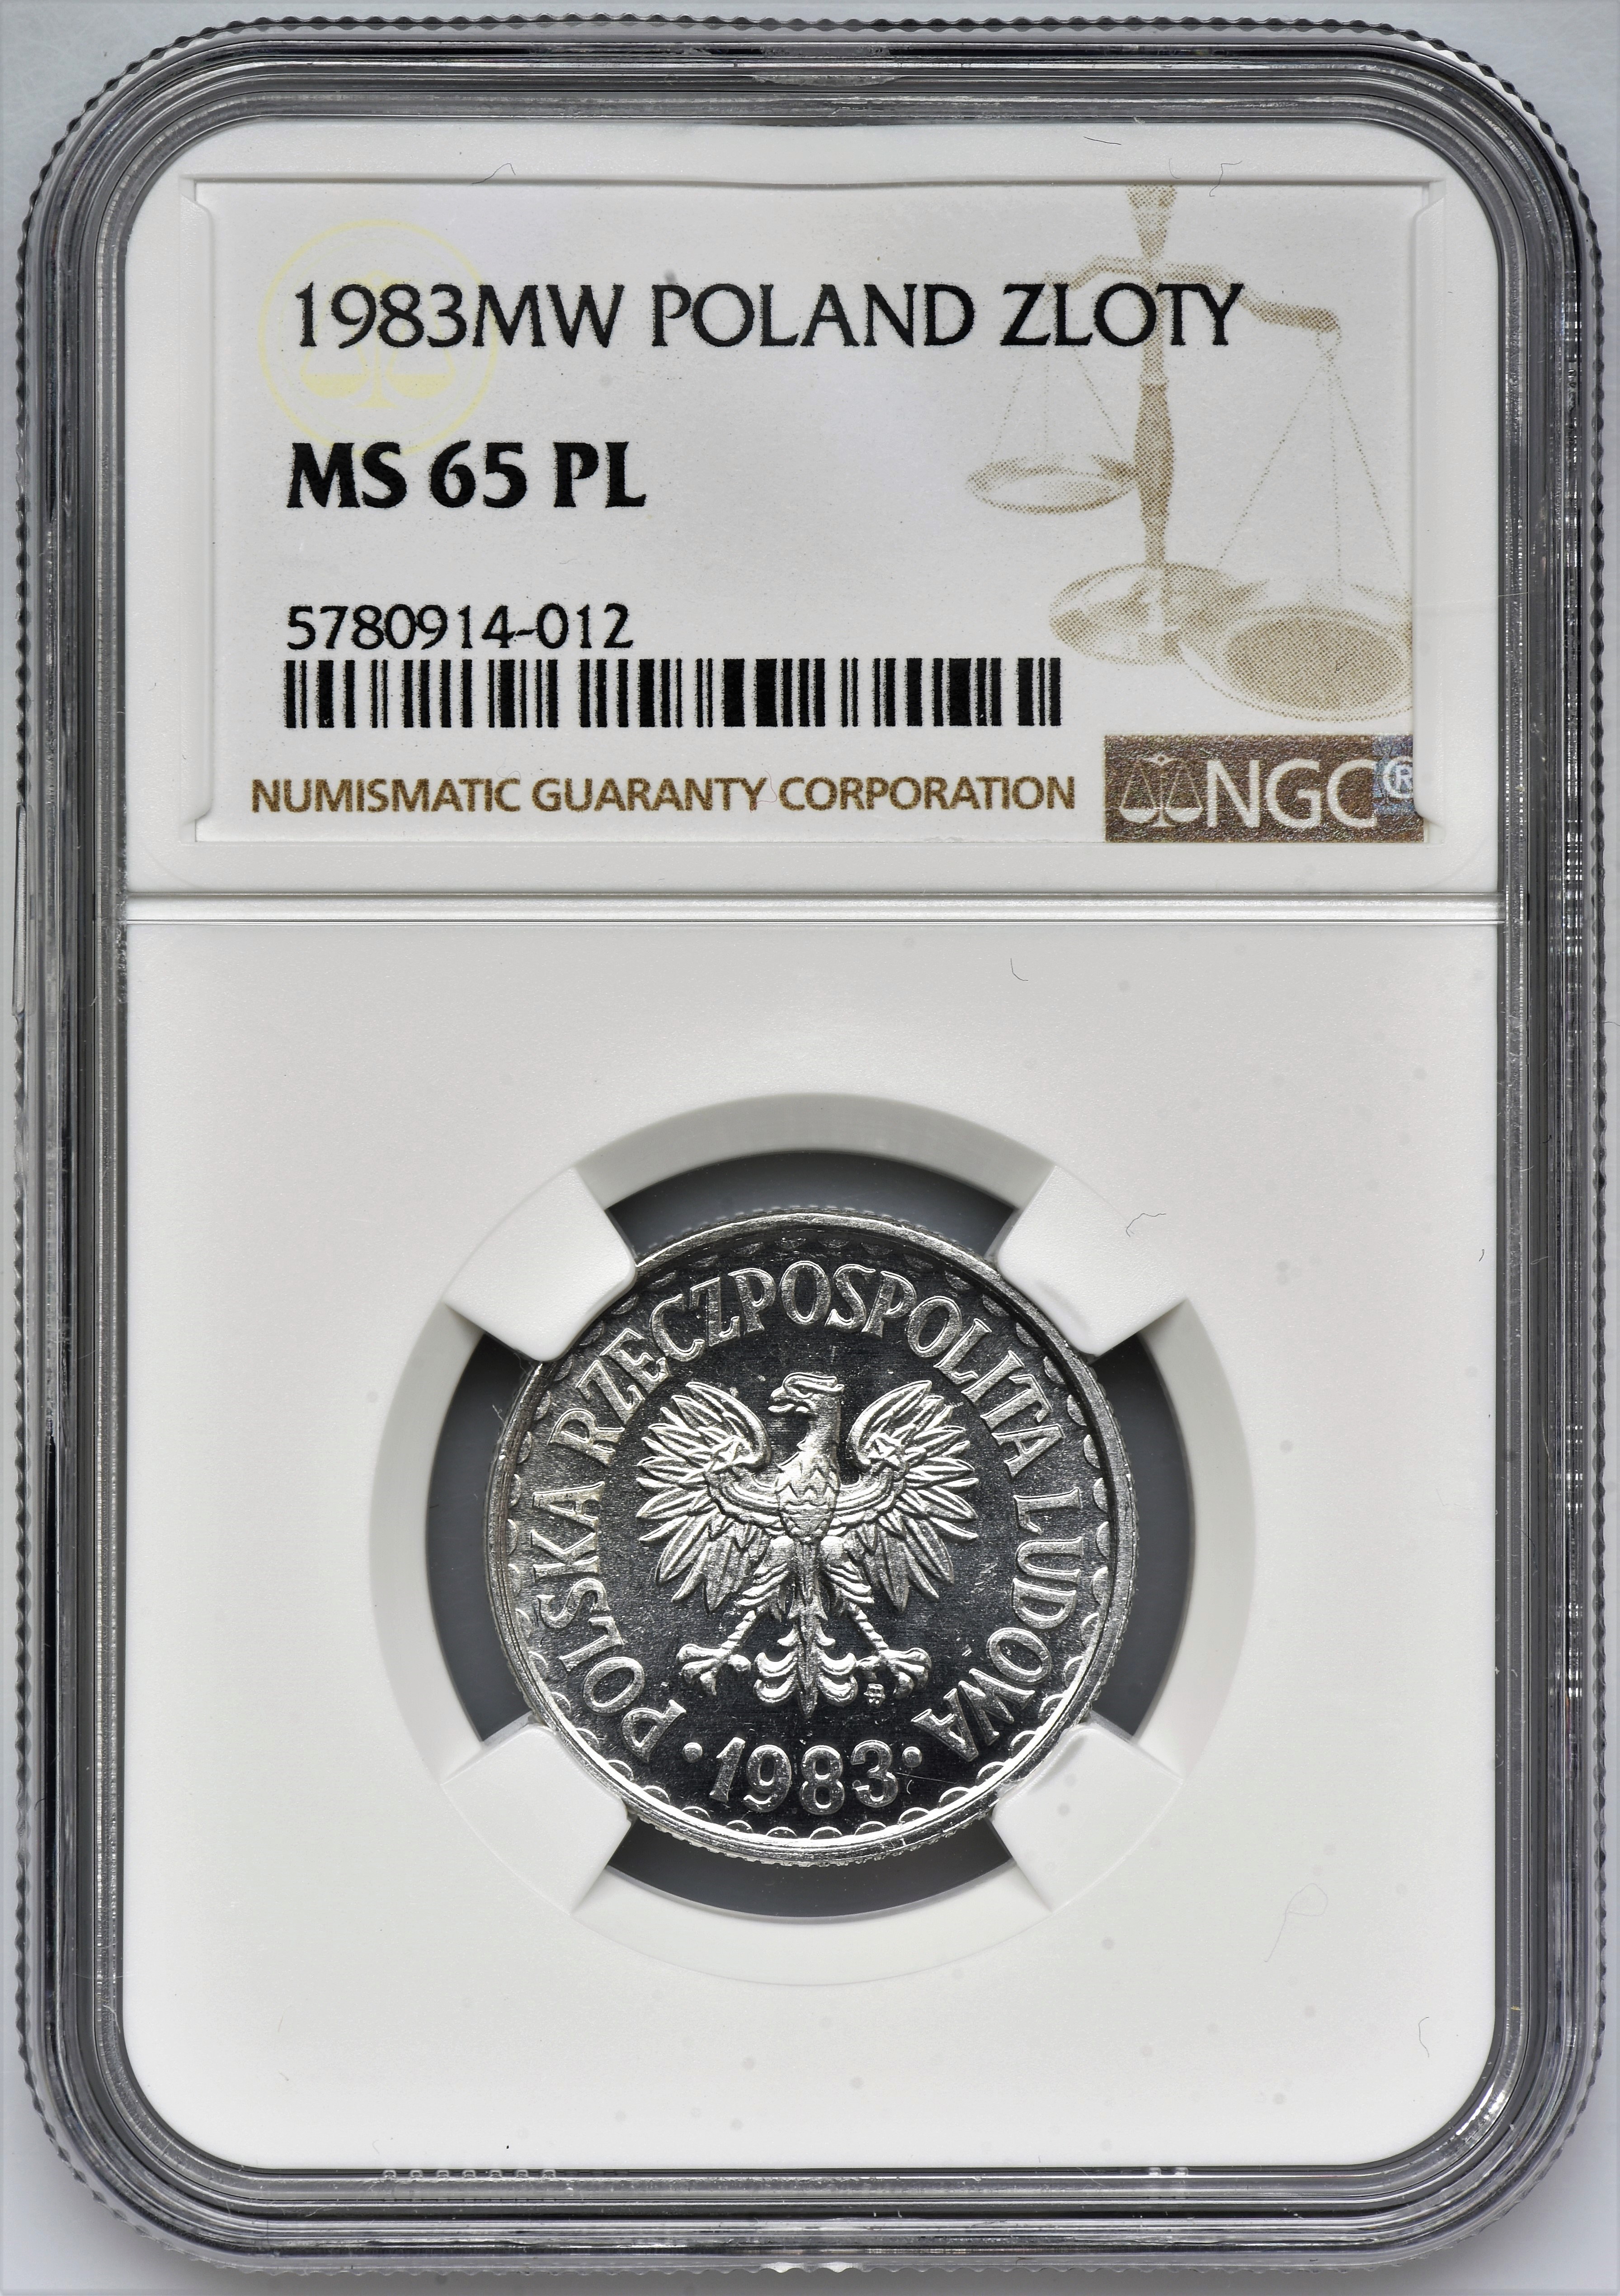 1983MW POLAND ZLOTY
MS 65 PL
5780914-012
NUMISMATIC GUARANTY CORPORATION
NGC®
POLSKA RZECZPOSPOLITA LUDOWA
·1983·